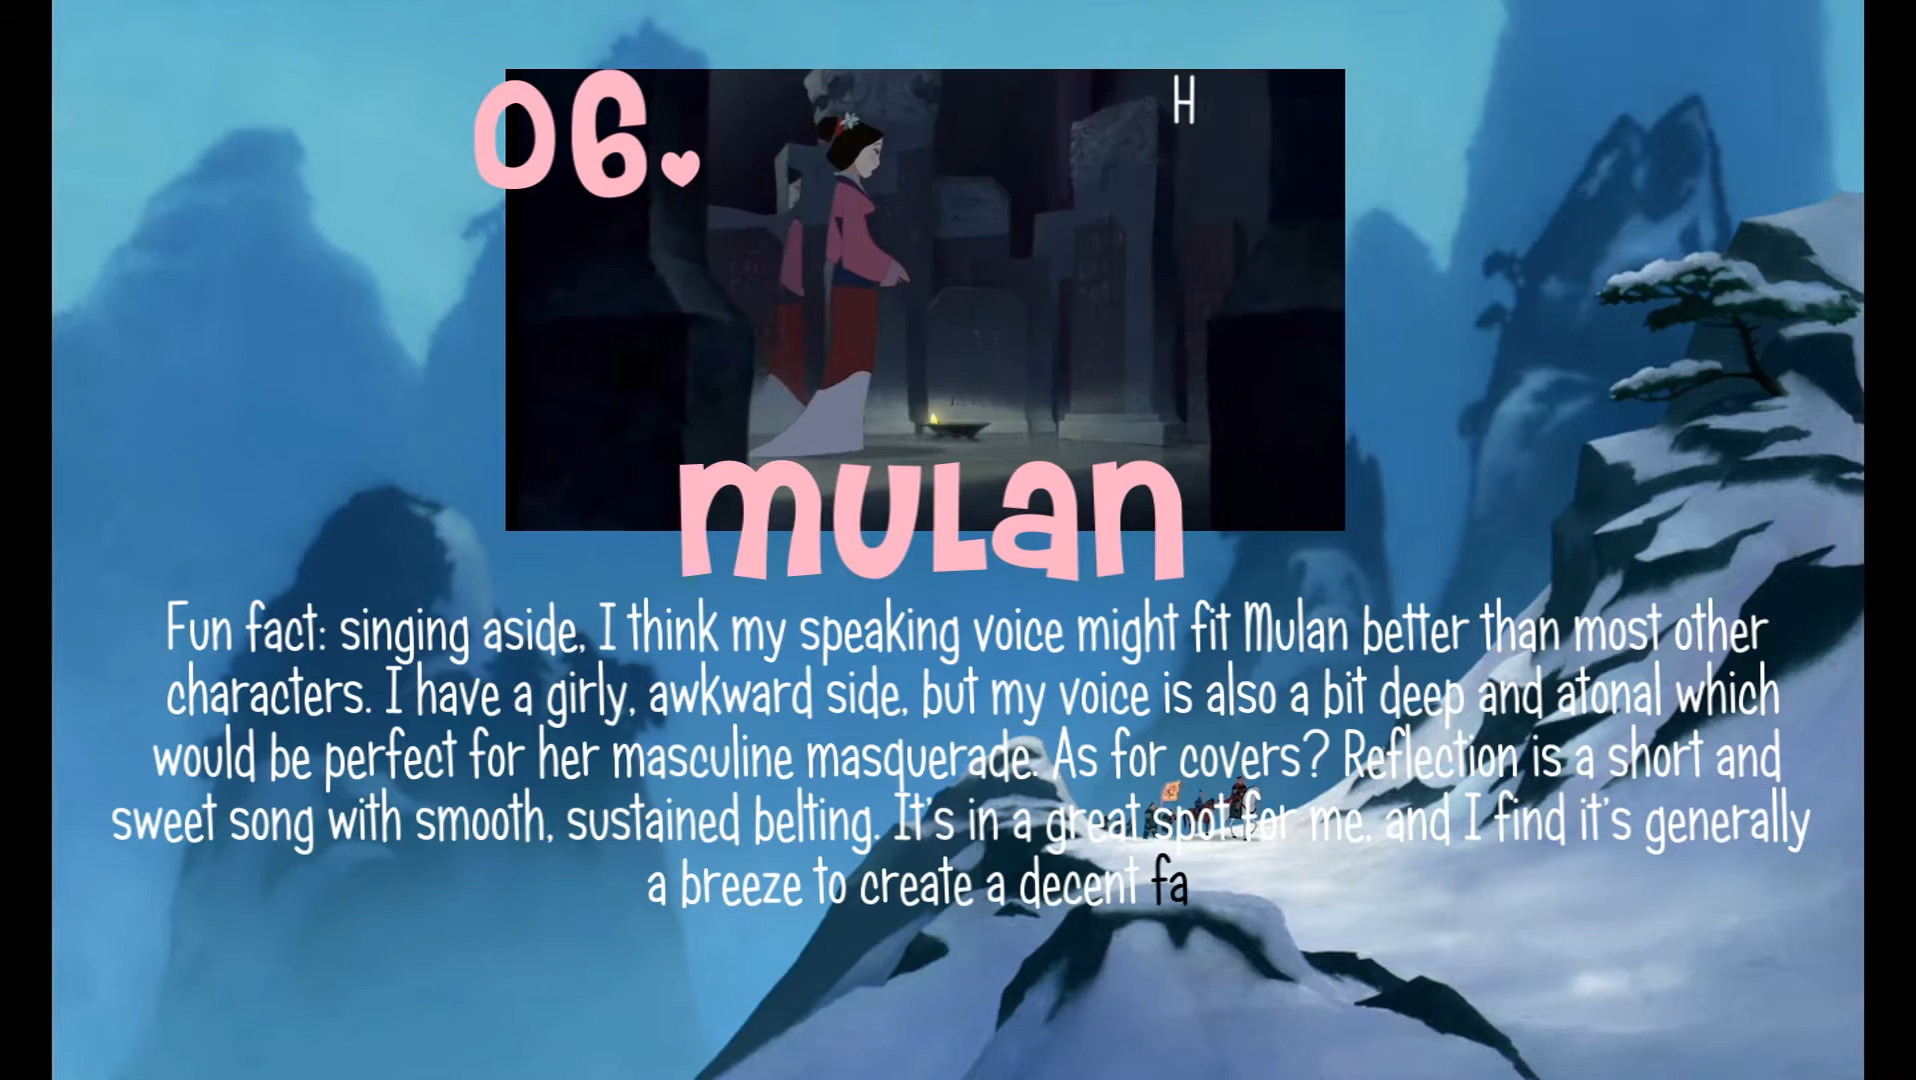 06.
H
mulan
Fun fact: singing aside, I think my speaking voice might fit Mulan better than most other
characters. I have a girly, awkward side, but my voice is also a bit deep and atonal which
would be perfect for her masculine masquerade. As for covers? Reflection is a short and
sweet song with smooth, sustained belting. It's in a great spot for me, and I find it's generally
a breeze to create a decent fa